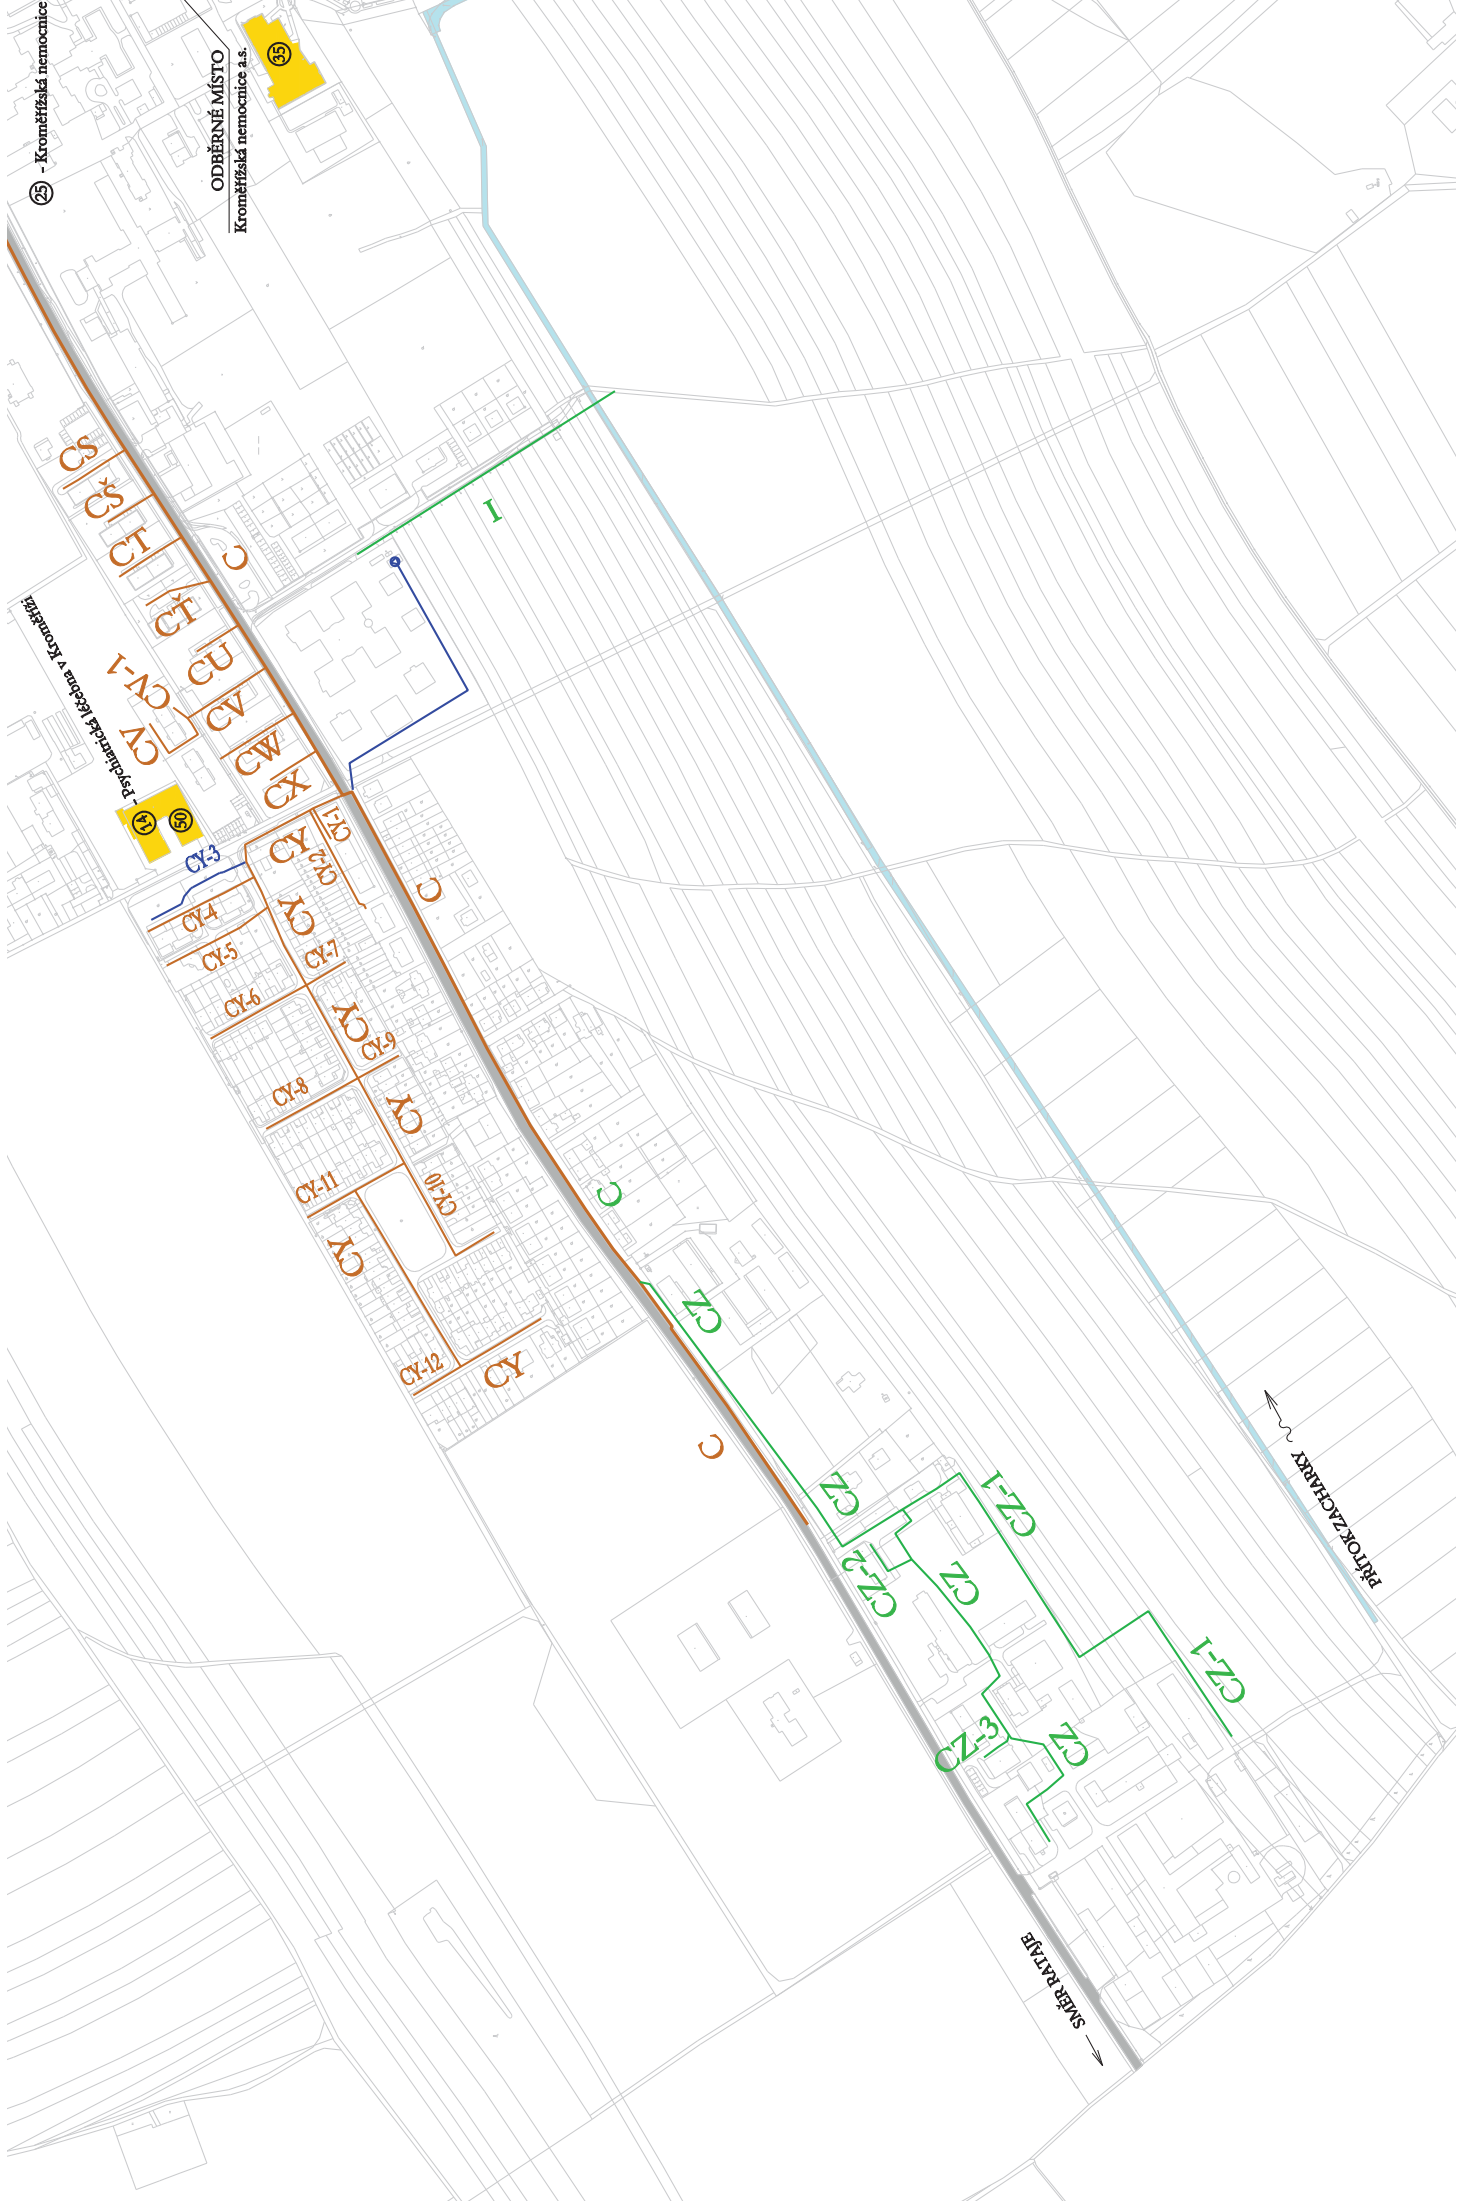 25 - Kroměřížská nemocnice
ODBĚRNÉ MÍSTO
Kroměřížská nemocnice a.s.
35
CS
CŠ
CT
CŤ
CU
CV-1
CV
CV
CW
CX
C
I
- Psychiatrická léčebna v Kroměříži
14
50
CY-1
CY-2
CY
CY-3
CY-4
CY
CY-5
CY-7
CY-6
CY
CY-9
CY-8
CY
CY-11
CY-10
CY
CY-12
CY
C
C
C
CZ
CZ
CZ-1
CZ-2
CZ
CZ-1
CZ-3
CZ
PŘÍTOK ZACHARKY
SMĚR RATAJE